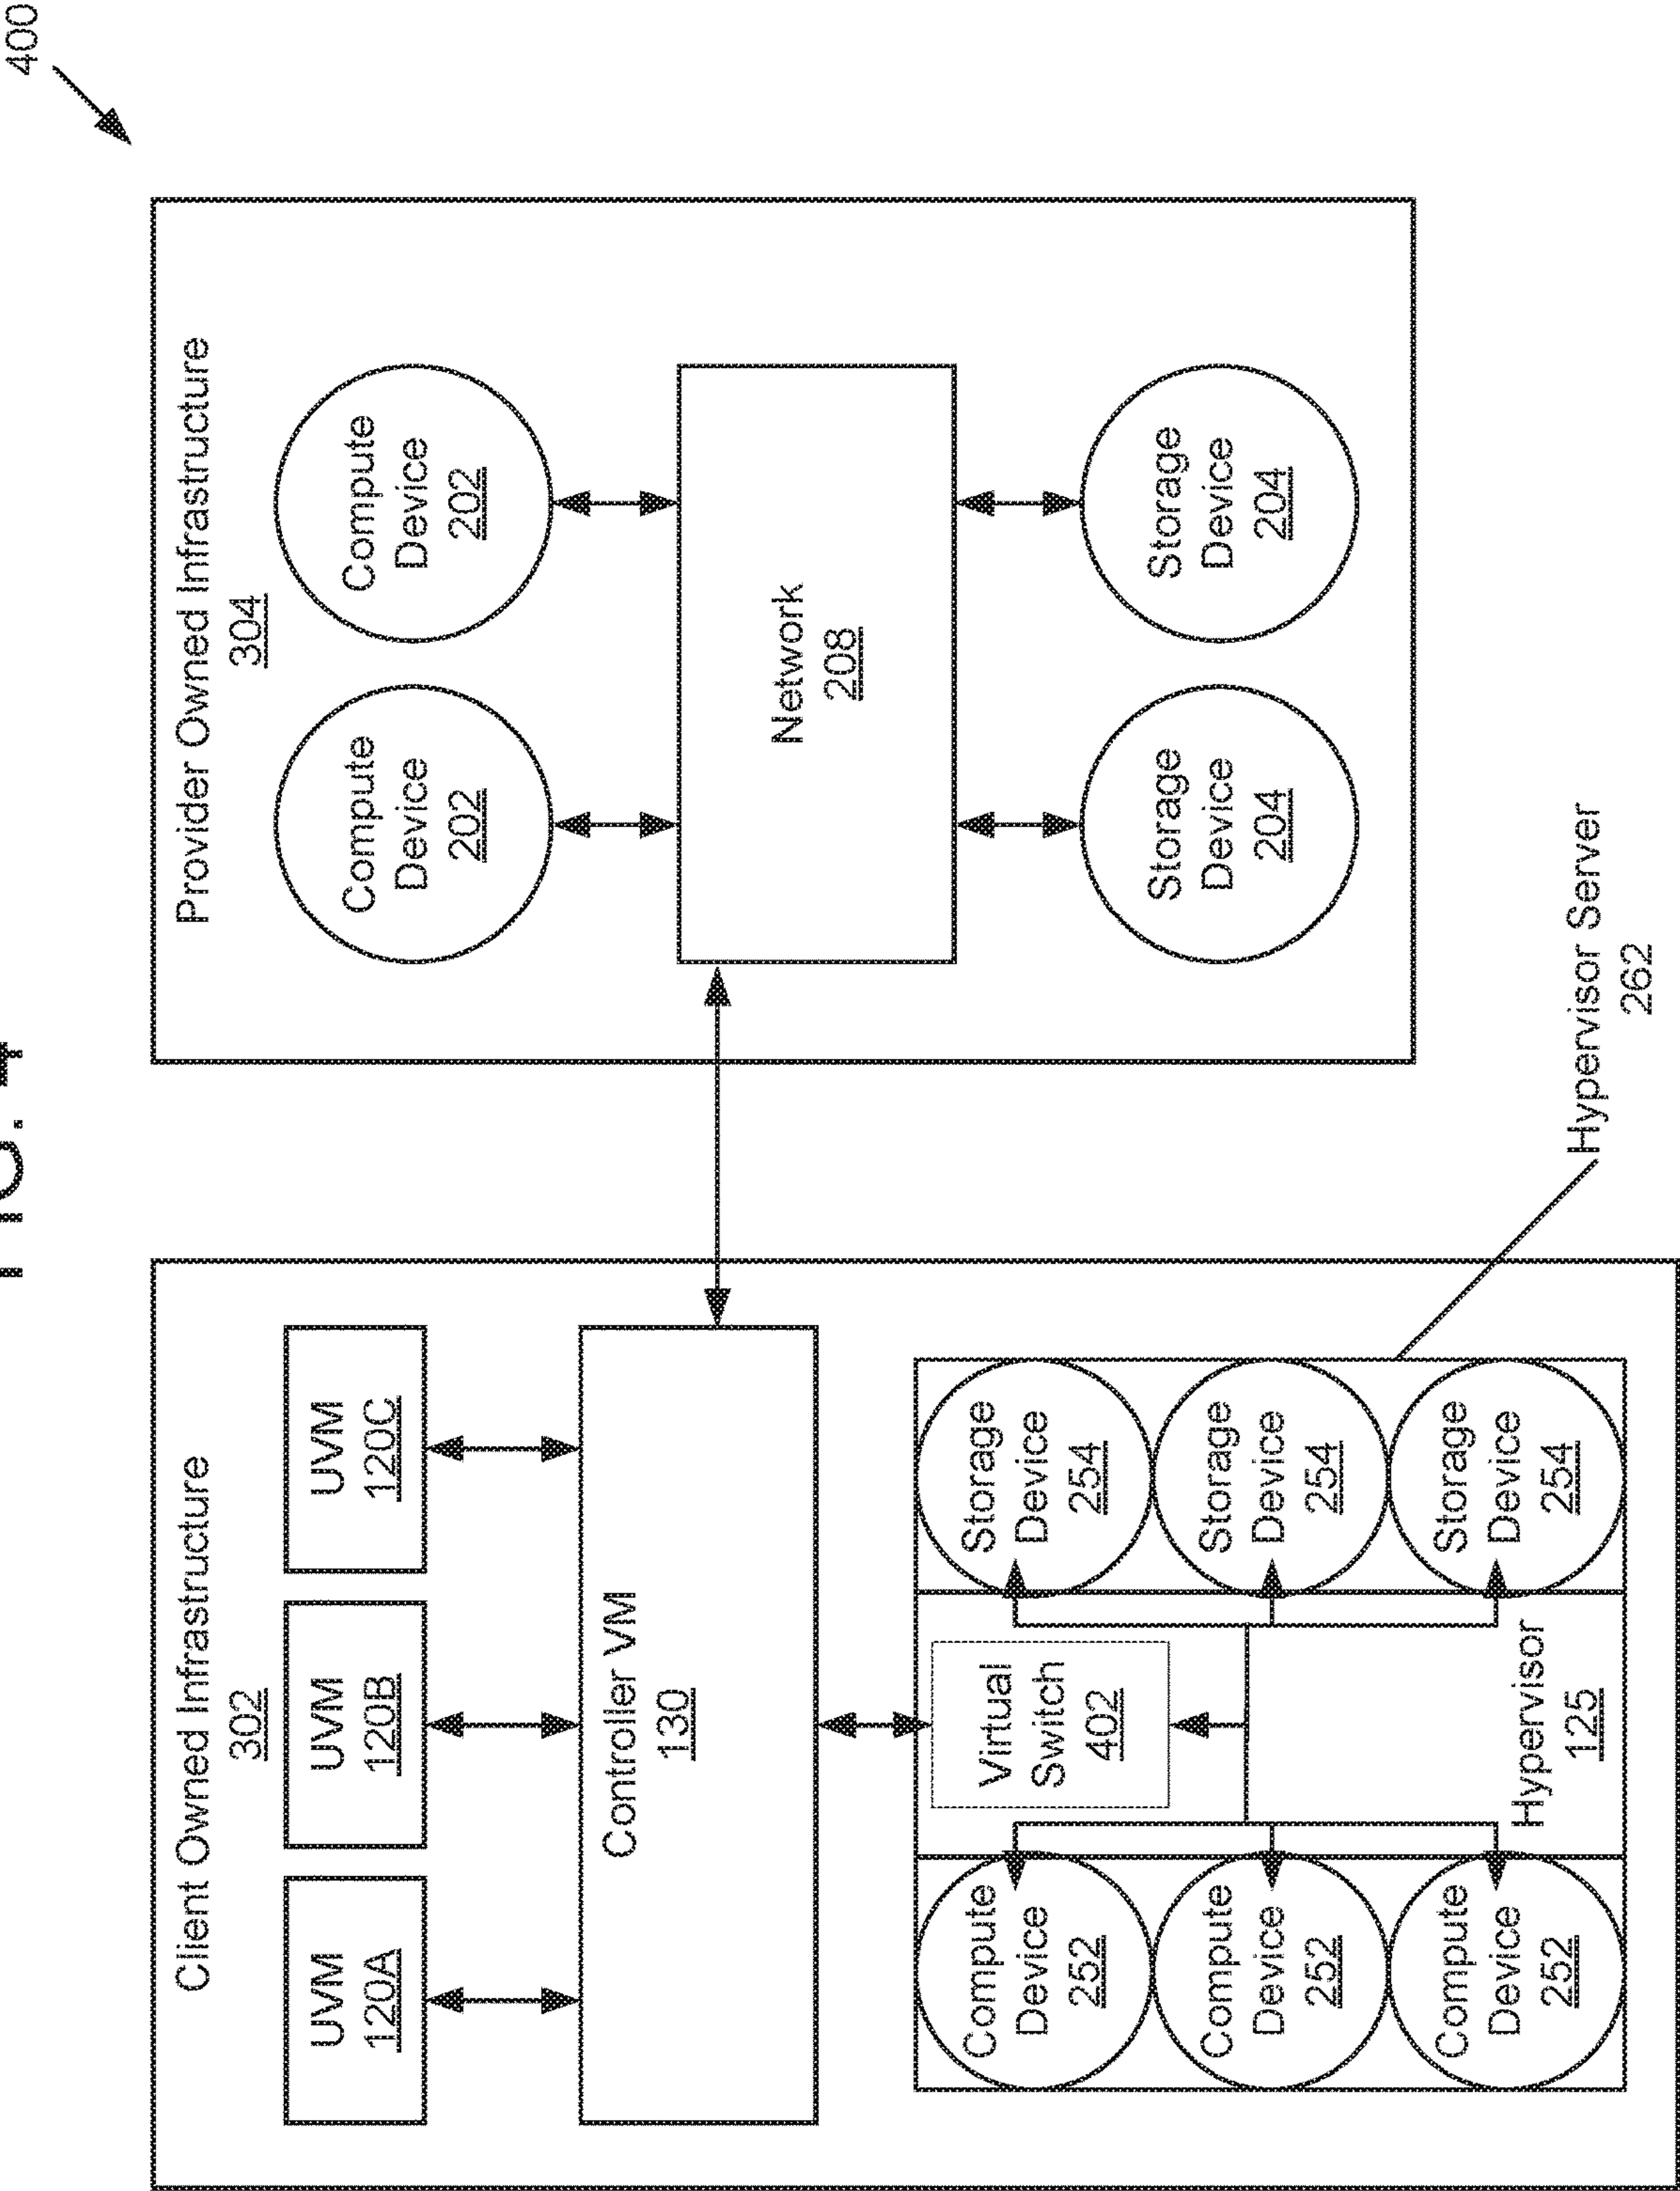 FIG. 4
400
Client Owned Infrastructure
302
UVM
120A
UVM
120B
UVM
120C
Controller VM
130
Virtual
Switch
402
Compute
Device
252
Compute
Device
252
Compute
Device
252
Storage
Device
254
Storage
Device
254
Storage
Device
254
Hypervisor
125
Hypervisor Server
262
Provider Owned Infrastructure
304
Compute
Device
202
Compute
Device
202
Network
208
Storage
Device
204
Storage
Device
204